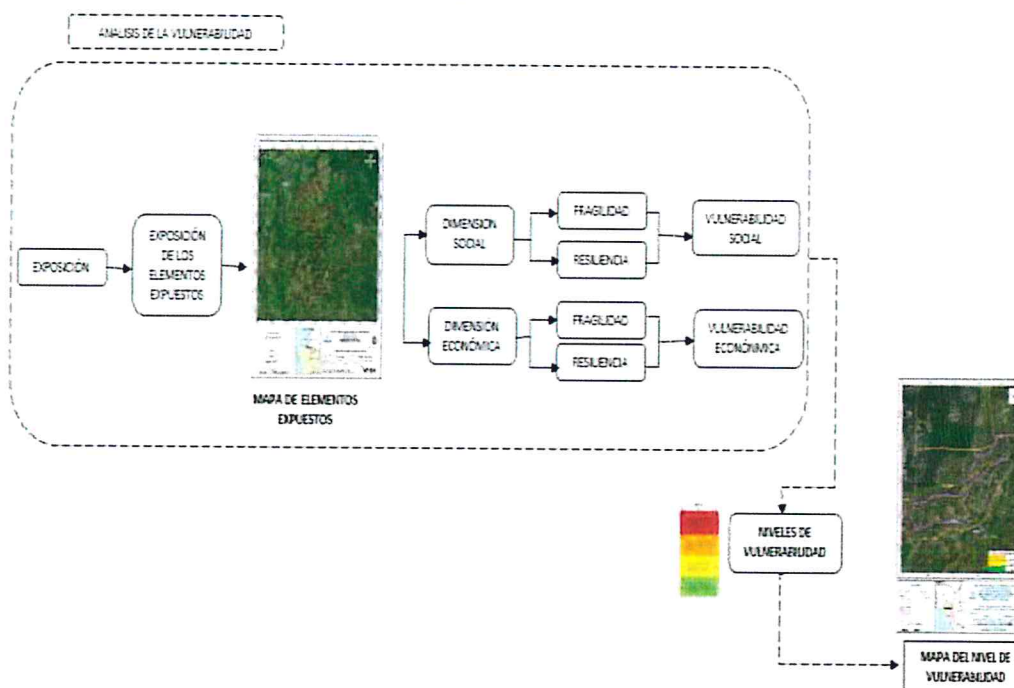 ANALISIS DE LA VULNERABILIDAD
EXPOSICIÓN
EXPOSICIÓN
DE LOS
ELEMENTOS
EXPUESTOS
MAPA DE ELEMENTOS
EXPUESTOS
DIMENSION
SOCIAL
FRAGILIDAD
RESILIENCIA
VULNERABILIDAD
SOCIAL
DIMENSION
ECONÓMICA
FRAGILIDAD
RESILIENCIA
VULNERABILIDAD
ECONÓNMICA
NIVELES DE
VULNERABILIDAD
MAPA DEL NIVEL DE
VULNERABILIDAD